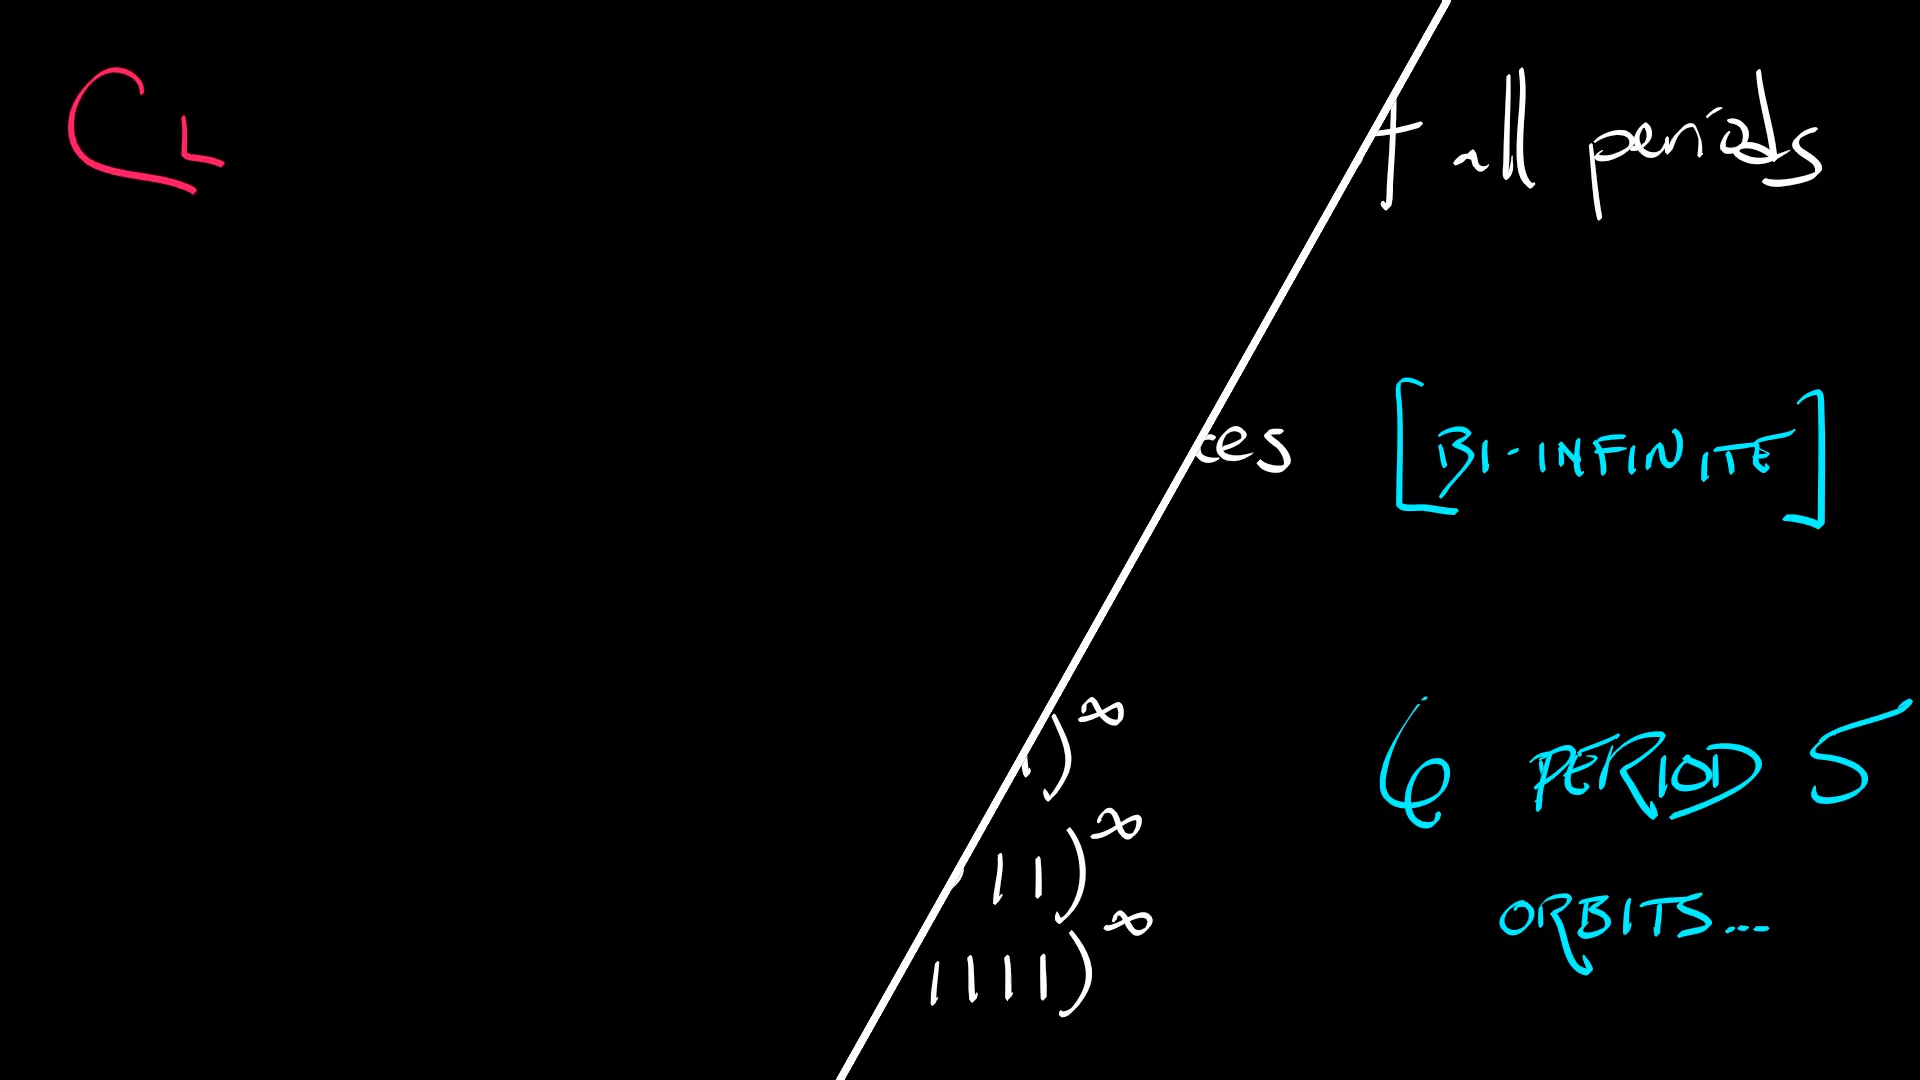 all periods
ces [BI-INFINITE]
)∞
6 PERIOD 5
11)∞
1111)∞ ORBITS...